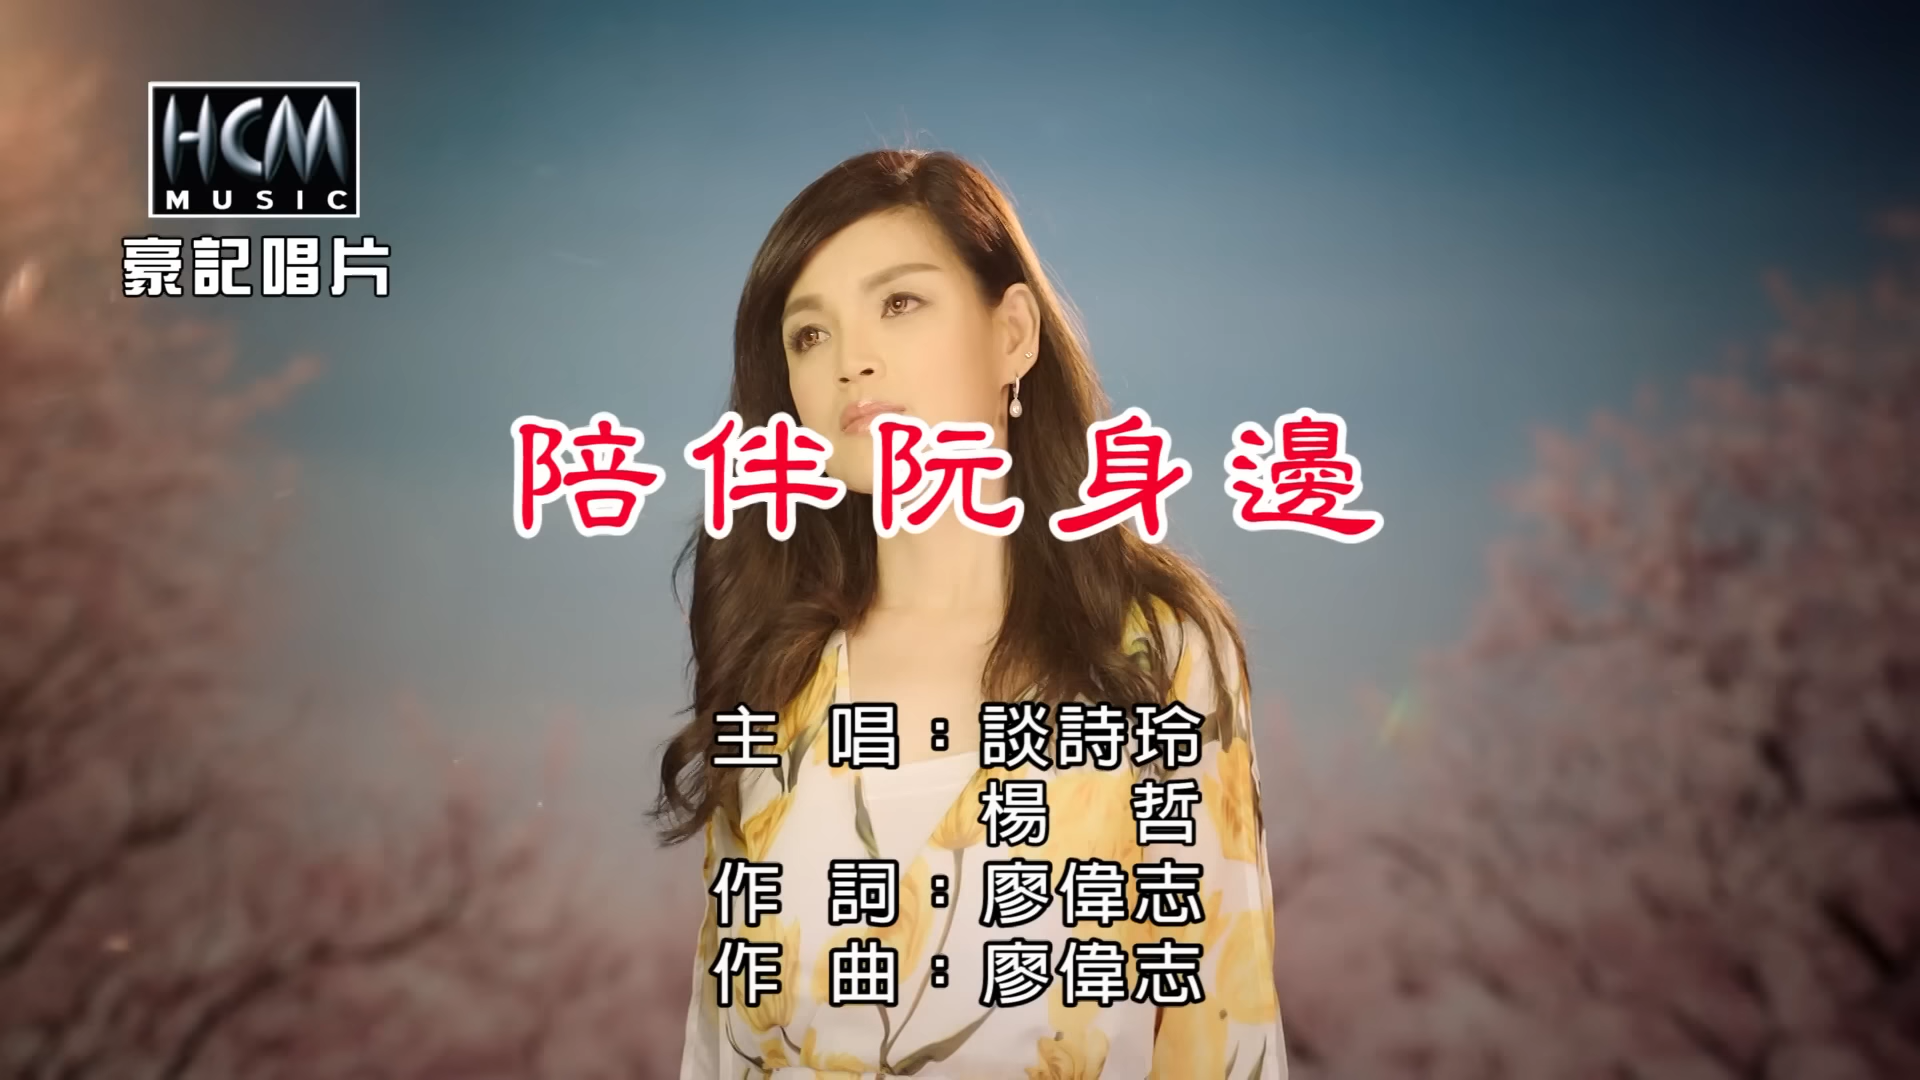 HCM
MUSIC
豪記唱片
陪伴阮身邊
主 唱：談詩玲
楊 哲
作 詞：廖偉志
作 曲：廖偉志